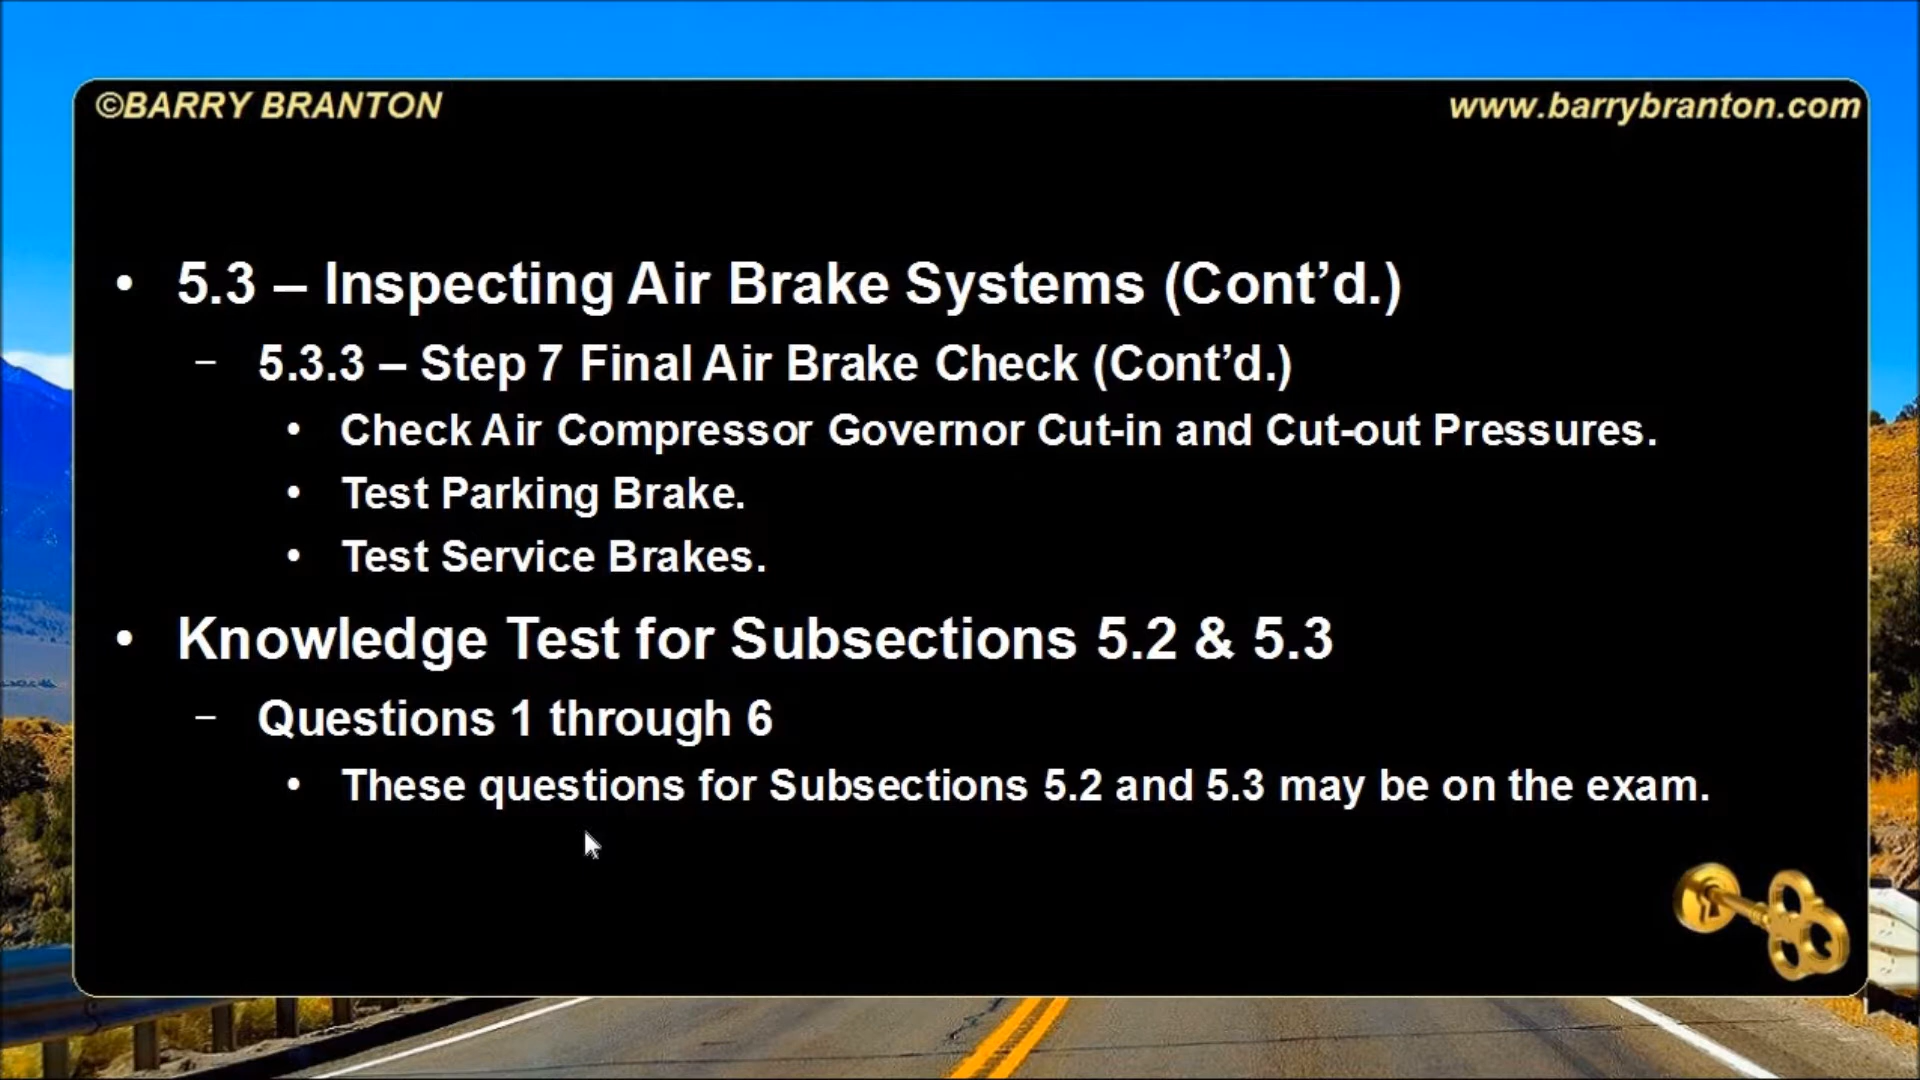 ©BARRY BRANTON
www.barrybranton.com
• 5.3 – Inspecting Air Brake Systems (Cont’d.)
– 5.3.3 – Step 7 Final Air Brake Check (Cont’d.)
• Check Air Compressor Governor Cut-in and Cut-out Pressures.
• Test Parking Brake.
• Test Service Brakes.
• Knowledge Test for Subsections 5.2 & 5.3
– Questions 1 through 6
• These questions for Subsections 5.2 and 5.3 may be on the exam.